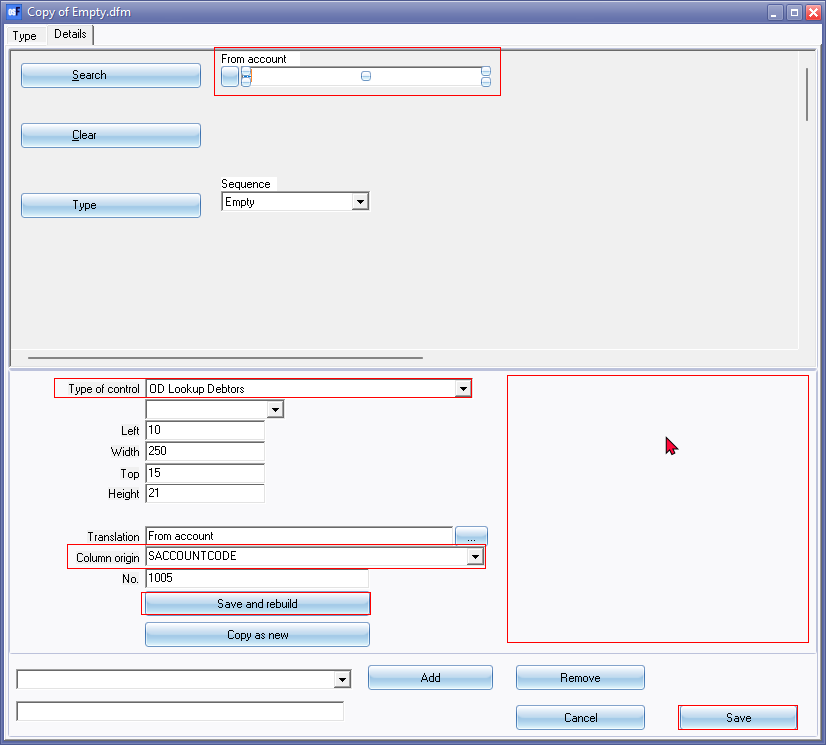 Copy of Empty.dfm
Type
Details
Search
From account
Clear
Sequence
Type
Empty
Type of control
OD Lookup Debtors
Left
10
Width
250
Top
15
Height
21
Translation
From account
...
Column origin
SACCOUNTCODE
No.
1005
Save and rebuild
Copy as new
Add
Remove
Cancel
Save